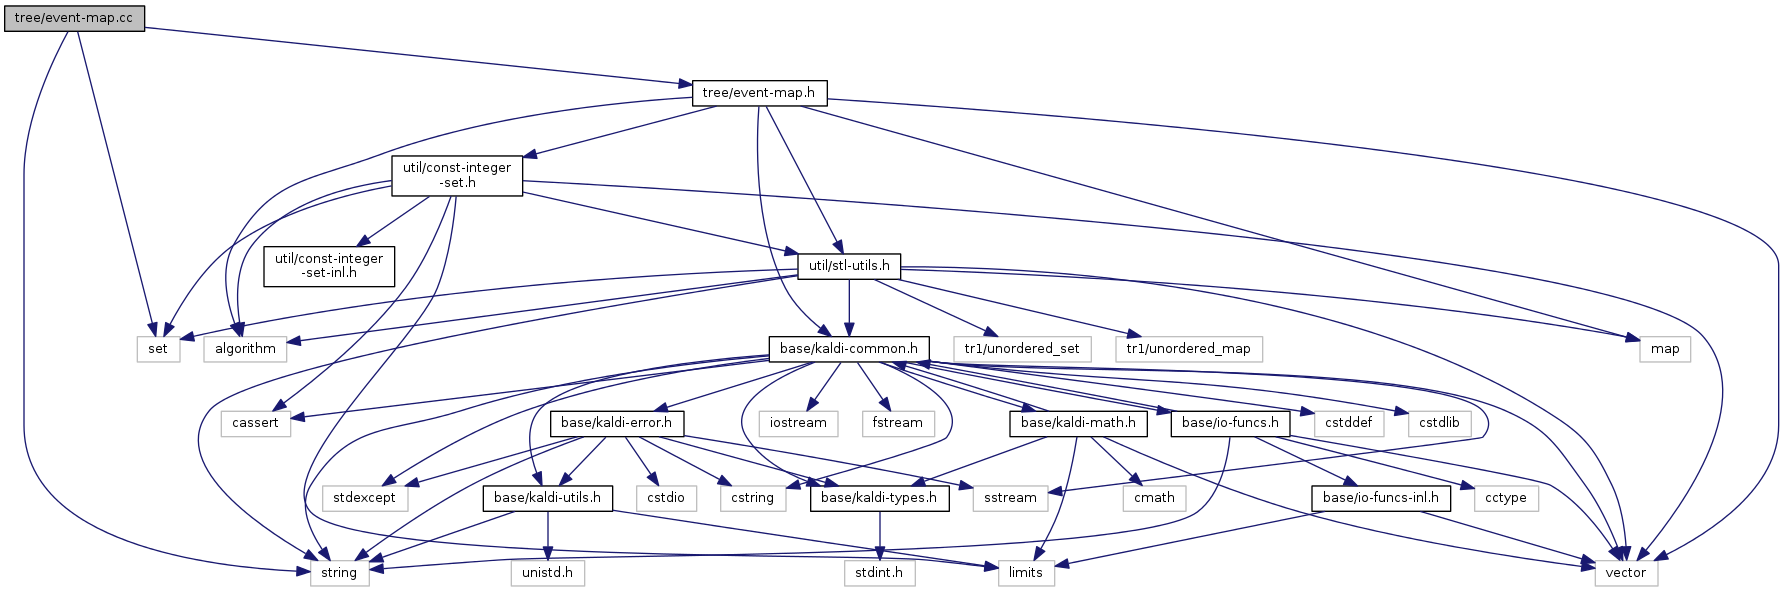 tree/event-map.cc
tree/event-map.h
util/const-integer
-set.h
util/const-integer
-set-inl.h
util/stl-utils.h
set
algorithm
base/kaldi-common.h
tr1/unordered_set
tr1/unordered_map
map
cassert
base/kaldi-error.h
iostream
fstream
base/kaldi-math.h
base/io-funcs.h
cstddef
cstdlib
stdexcept
base/kaldi-utils.h
cstdio
cstring
base/kaldi-types.h
sstream
cmath
base/io-funcs-inl.h
cctype
string
unistd.h
stdint.h
limits
vector